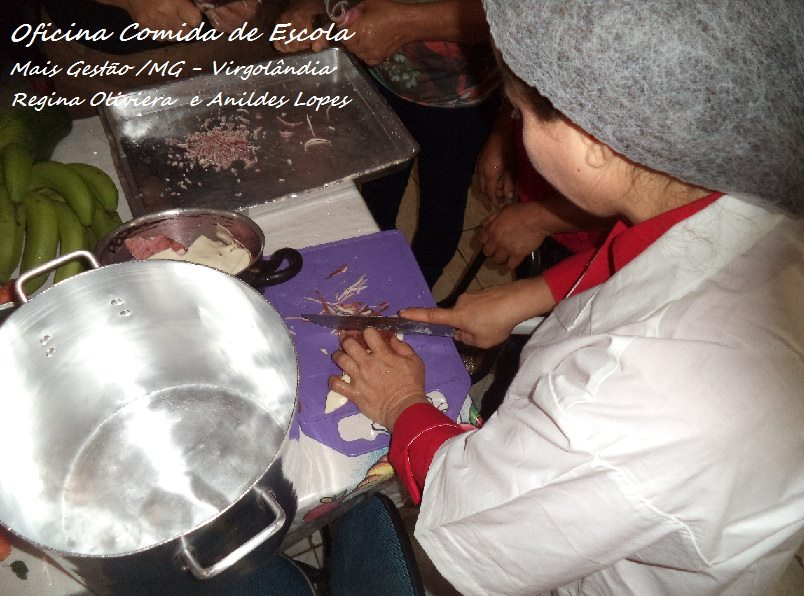 Oficina Comida de Escola
Mais Gestão /MG - Virgolândia
Regina Oliviera e Anildes Lopes